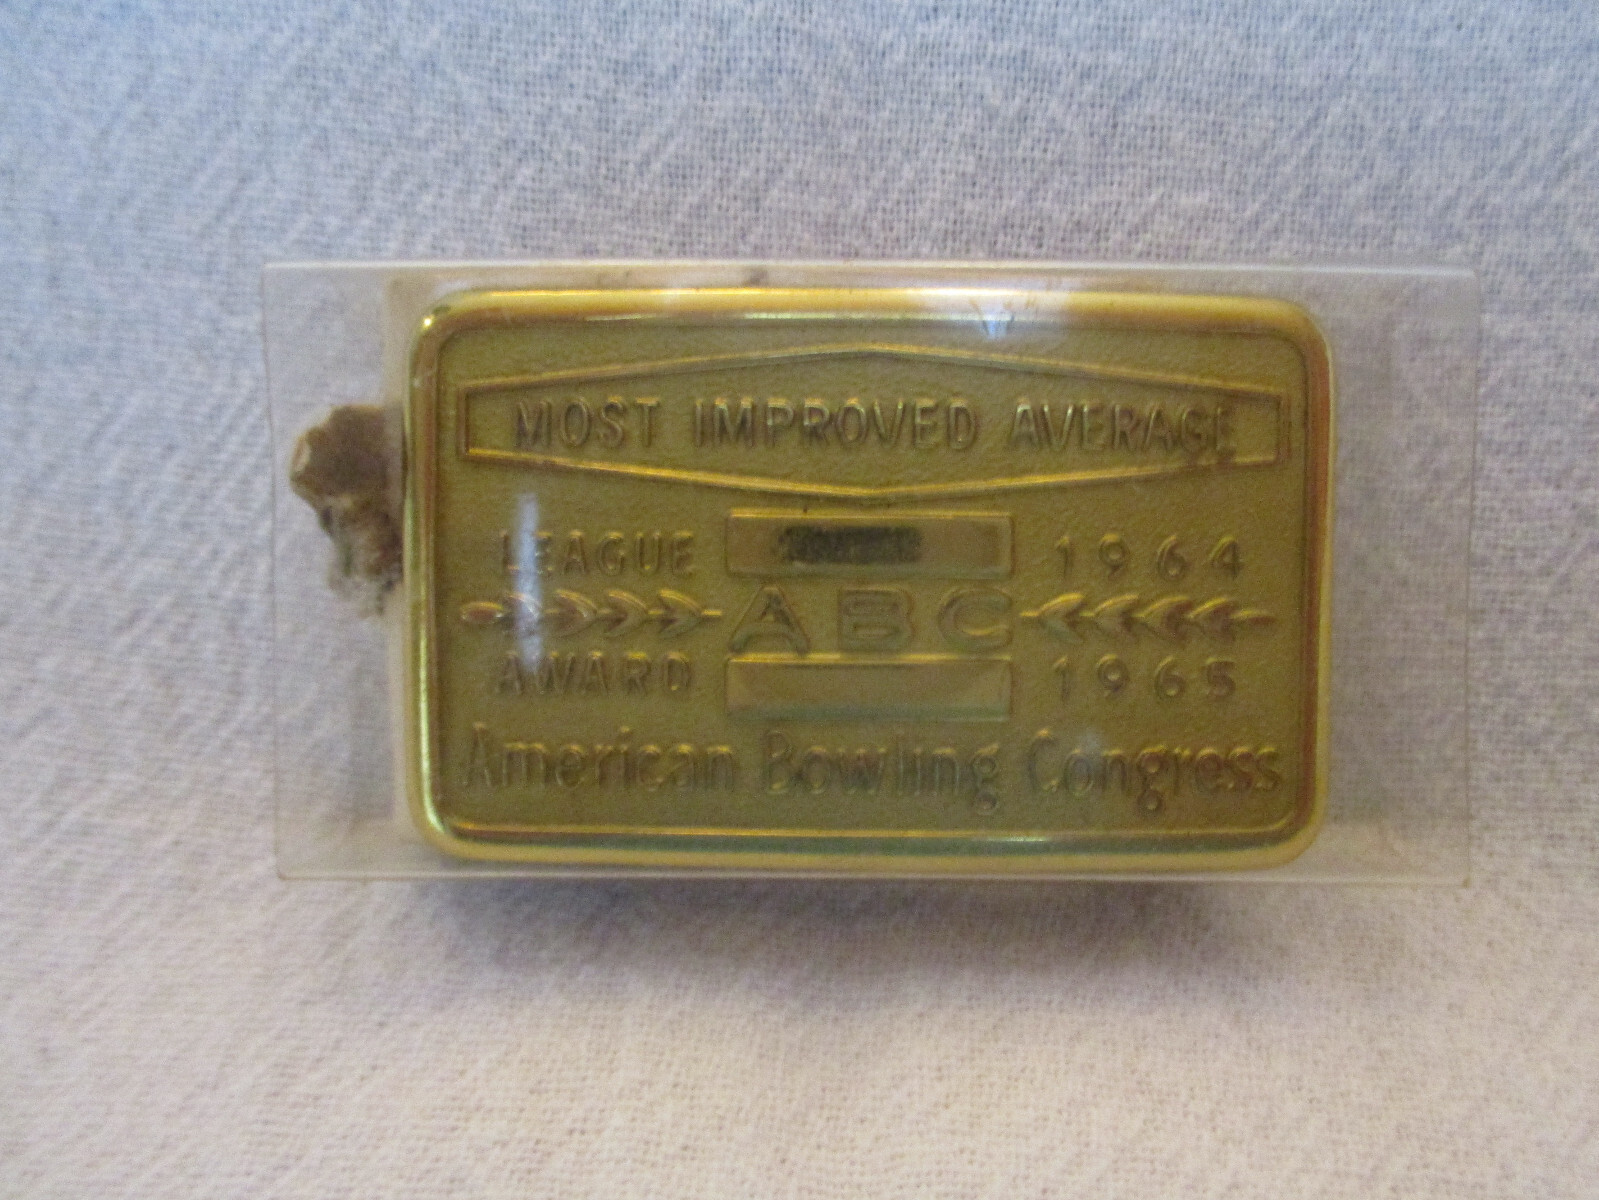 MOST IMPROVED AVERAGE
LEAGUE 1964
ABC
AWARD 1965
American Bowling Congress